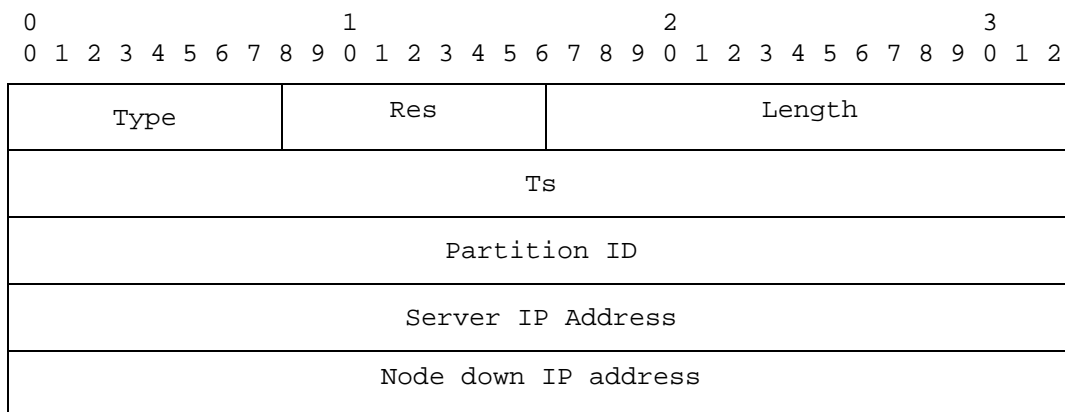 0 1 2 3
0 1 2 3 4 5 6 7 8 9 0 1 2 3 4 5 6 7 8 9 0 1 2 3 4 5 6 7 8 9 0 1 2
Type Res Length
Ts
Partition ID
Server IP Address
Node down IP address